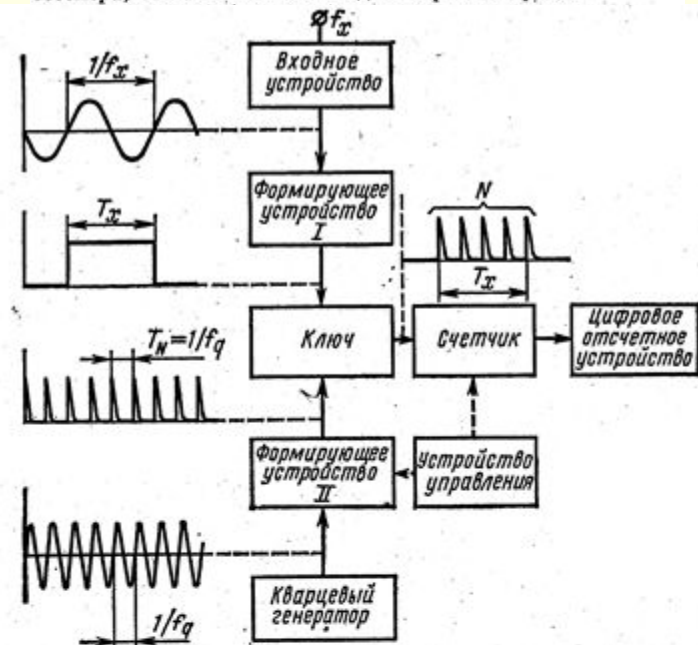 f_x
Входное
устройство
1/f_x
Формирующее
устройство
I
T_x
N
T_x
Ключ
Счетчик
Цифровое
отсчетное
устройство
T_N=1/f_q
Формирующее
устройство
II
Устройство
управления
Кварцевый
генератор
1/f_q